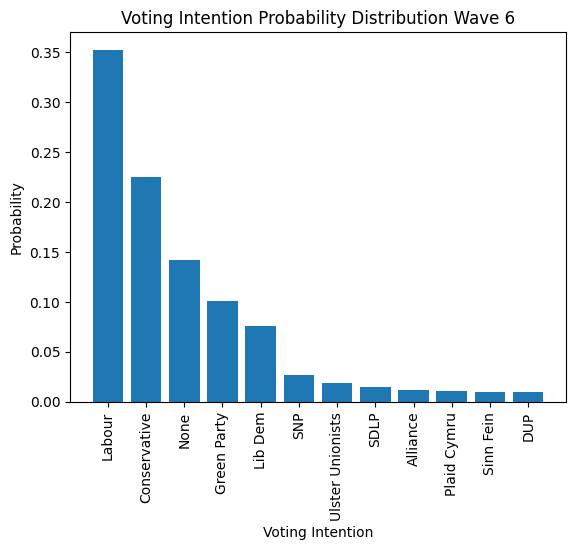 Voting Intention Probability Distribution Wave 6
0.35
0.30
0.25
0.20
0.15
0.10
0.05
0.00
Probability
Labour
Conservative
None
Green Party
Lib Dem
SNP
Ulster Unionists
SDLP
Alliance
Plaid Cymru
Sinn Fein
DUP
Voting Intention